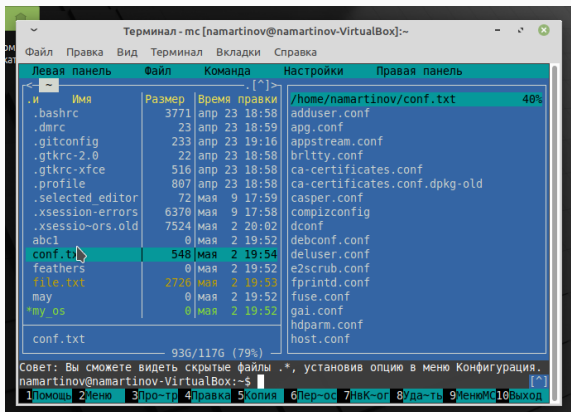 Терминал - mc [namartinov@namartinov-VirtualBox]:~
Файл Правка Вид Терминал Вкладки Справка
Левая панель Файл Команда Настройки Правая панель
<- ~ .[^]>
.и Имя Размер Время правки /home/namartinov/conf.txt 40%
.bashrc 3771 апр 23 18:58 adduser.conf
.dmrc 23 апр 23 18:59 apg.conf
.gitconfig 233 апр 23 19:16 appstream.conf
.gtkrc-2.0 22 апр 23 18:58 brltty.conf
.gtkrc-xfce 516 апр 23 18:58 ca-certificates.conf
.profile 807 апр 23 18:58 ca-certificates.conf.dpkg-old
.selected_editor 72 мая 9 17:59 casper.conf
.xsession-errors 6370 мая 9 17:58 compizconfig
.xsessio~ors.old 7524 мая 2 20:02 dconf
abc1 0 мая 2 19:52 debconf.conf
conf.txt 548 мая 2 19:54 deluser.conf
feathers 0 мая 2 19:52 e2scrub.conf
file.txt 2726 мая 2 19:53 fprintd.conf
may 0 мая 2 19:52 fuse.conf
*my_os 0 мая 2 19:52 gai.conf
hdparm.conf
conf.txt host.conf
93G/117G (79%)
Совет: Вы сможете видеть скрытые файлы .*, установив опцию в меню Конфигурация.
namartinov@namartinov-VirtualBox:~$ [^]
1Помощь 2Меню 3Про~тр 4Правка 5Копия 6Пер~ос 7НвК~ог 8Уда~ть 9МенюMC 10Выход